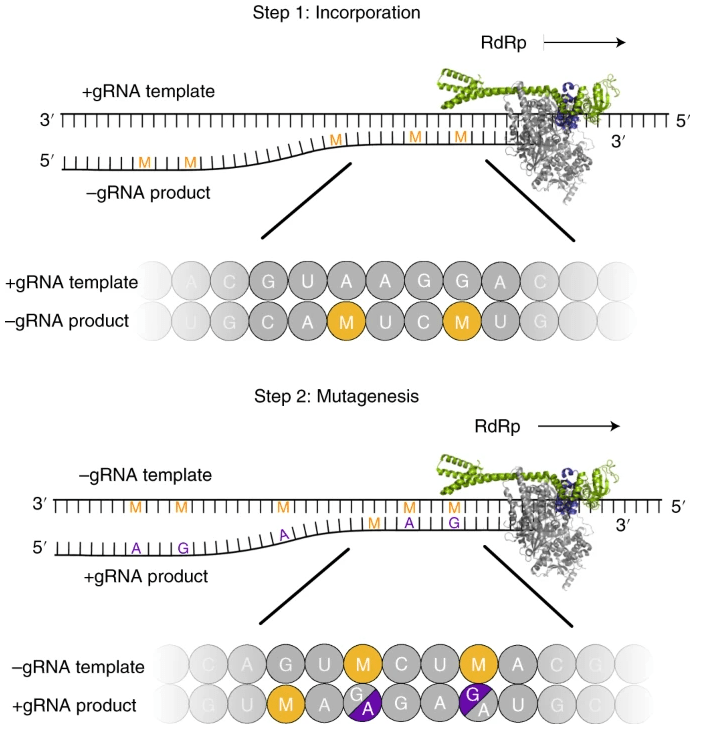 Step 1: Incorporation
RdRp
+gRNA template
3′ 5′
M M M
3′
5′ M M
–gRNA product
+gRNA template A C G U A A G G A C
–gRNA product U G C A M U C M U G
Step 2: Mutagenesis
RdRp
–gRNA template
3′ M M M M M 5′
M A G 3′
A
5′ A G
+gRNA product
–gRNA template C A G U M C U M A C G
+gRNA product G U M A G A G A G A U G C